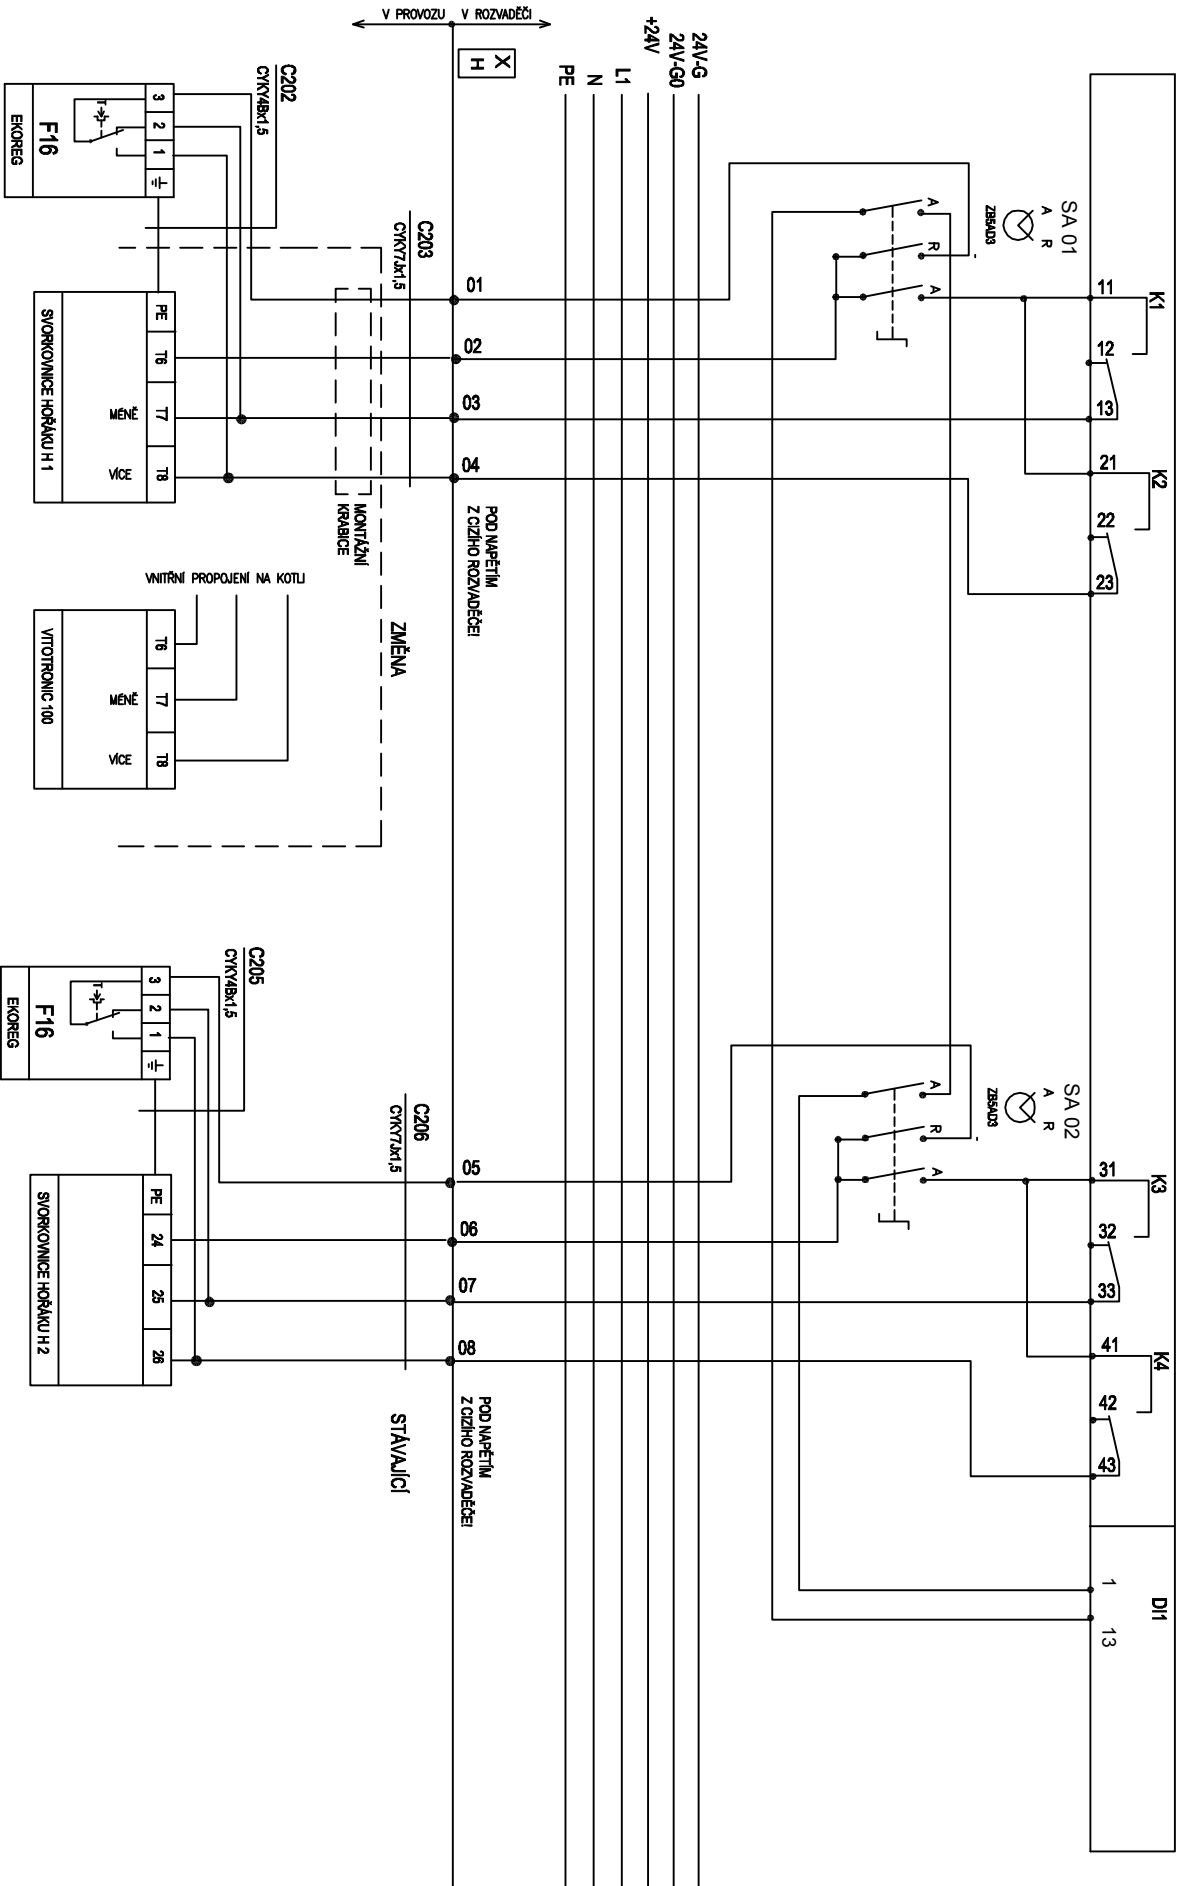 V PROVOZU
V ROZVADĚČI
X
H
24V-G
24V-G0
+24V
L1
N
PE
SA 01
A
R
ZB5AD3
A
R
A
K1
11
12
13
K2
21
22
23
01
02
03
04
POD NAPĚTÍM
Z CIZÍHO ROZVADĚČE!
C202
CYKY4Bx1,5
C203
CYKY7Jx1,5
3
2
1
T
F16
EKOREG
PE
T6
T7
T8
MÉNĚ
VÍCE
SVORKOVNICE HOŘÁKU H 1
MONTÁŽNÍ
KRABICE
ZMĚNA
VNITŘNÍ PROPOJENÍ NA KOTLI
T6
T7
T8
MÉNĚ
VÍCE
VITOTRONIC 100
SA 02
A
R
ZB5AD3
A
R
A
K3
31
32
33
K4
41
42
43
DI1
1
13
05
06
07
08
POD NAPĚTÍM
Z CIZÍHO ROZVADĚČE!
C205
CYKY4Bx1,5
C206
CYKY7Jx1,5
STÁVAJÍCÍ
3
2
1
T
F16
EKOREG
PE
24
25
26
SVORKOVNICE HOŘÁKU H 2